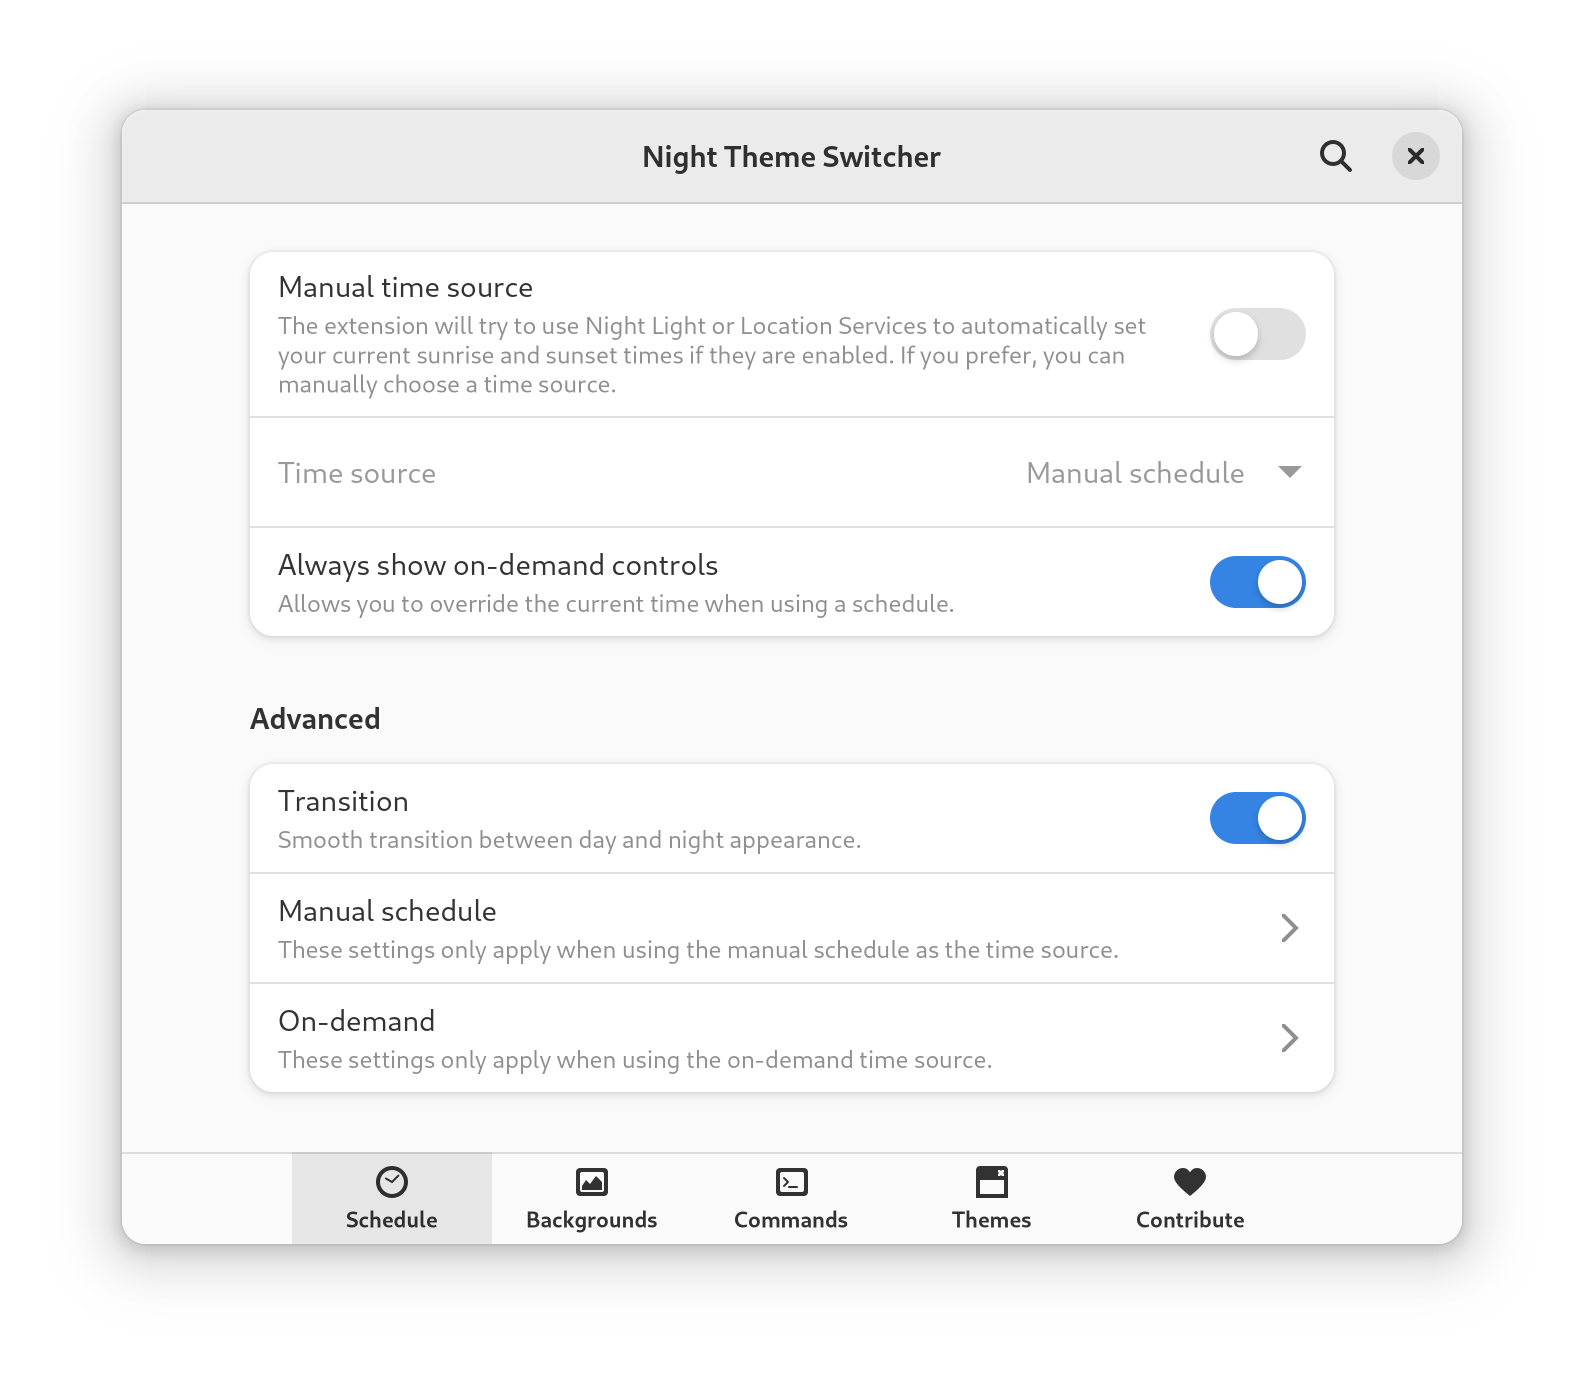 Night Theme Switcher
Manual time source
The extension will try to use Night Light or Location Services to automatically set
your current sunrise and sunset times if they are enabled. If you prefer, you can
manually choose a time source.
Time source
Manual schedule
Always show on-demand controls
Allows you to override the current time when using a schedule.
Advanced
Transition
Smooth transition between day and night appearance.
Manual schedule
These settings only apply when using the manual schedule as the time source.
On-demand
These settings only apply when using the on-demand time source.
Schedule
Backgrounds
Commands
Themes
Contribute